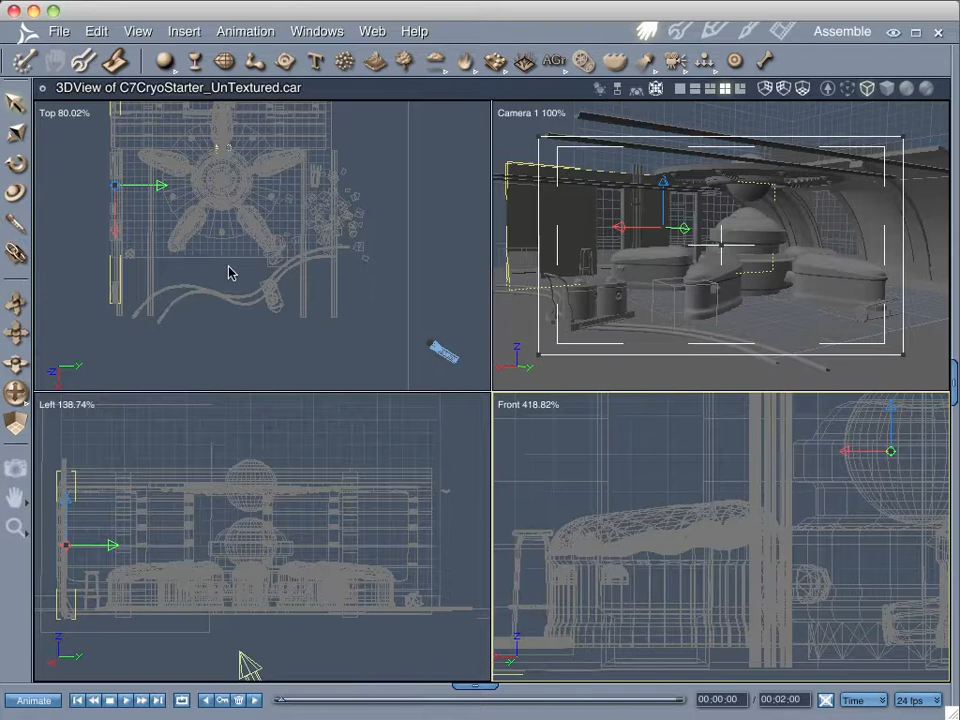 File Edit View Insert Animation Windows Web Help Assemble
AGr
3DView of C7CryoStarter_UnTextured.car
Top 80.02% Camera 1 100%
Z
-Z Y Y
Left 138.74% Front 418.82%
Z Z
Y Y
Animate 00:00:00 / 00:02:00 Time 24 fps